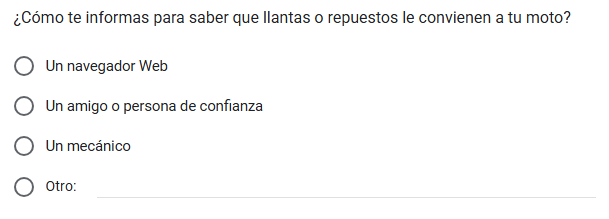 ¿Cómo te informas para saber que llantas o repuestos le convienen a tu moto?
Un navegador Web
Un amigo o persona de confianza
Un mecánico
Otro: